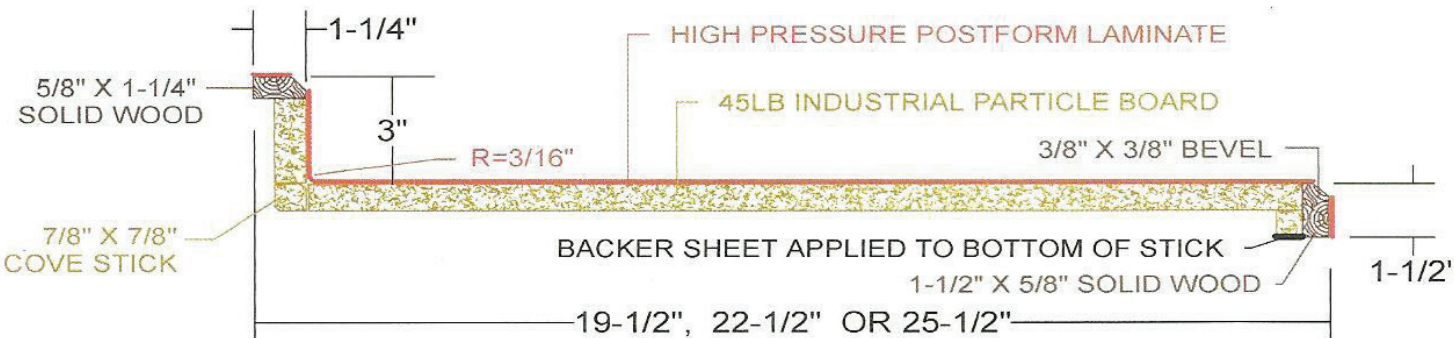 1-1/4"
HIGH PRESSURE POSTFORM LAMINATE
5/8" X 1-1/4"
SOLID WOOD
45LB INDUSTRIAL PARTICLE BOARD
3"
R=3/16"
3/8" X 3/8" BEVEL
7/8" X 7/8"
COVE STICK
BACKER SHEET APPLIED TO BOTTOM OF STICK
1-1/2" X 5/8" SOLID WOOD
1-1/2'
19-1/2", 22-1/2" OR 25-1/2"